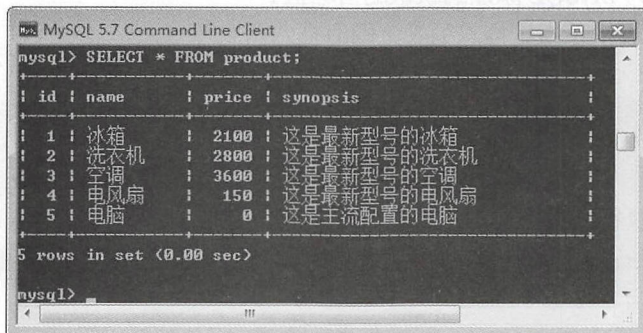 MySQL 5.7 Command Line Client
mysql> SELECT * FROM product;
id | name | price | synopsis
1 | 冰箱 | 2100 | 这是最新型号的冰箱
2 | 洗衣机 | 2800 | 这是最新型号的洗衣机
3 | 空调 | 3600 | 这是最新型号的空调
4 | 电风扇 | 150 | 这是最新型号的电风扇
5 | 电脑 | 0 | 这是主流配置的电脑
5 rows in set (0.00 sec)
mysql>